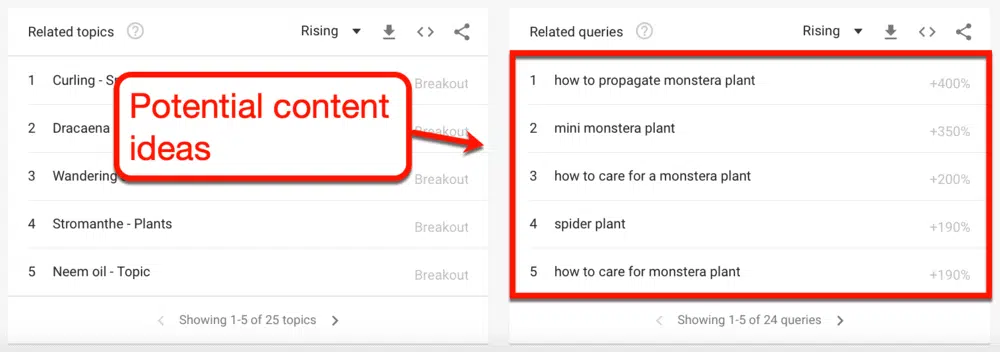 Related topics
Rising
1 Curling - Sp
Breakout
2 Dracaena
Breakout
3 Wandering
Breakout
4 Stromanthe - Plants
Breakout
5 Neem oil - Topic
Breakout
Showing 1-5 of 25 topics
Potential content
ideas
Related queries
Rising
1 how to propagate monstera plant
+400%
2 mini monstera plant
+350%
3 how to care for a monstera plant
+200%
4 spider plant
+190%
5 how to care for monstera plant
+190%
Showing 1-5 of 24 queries